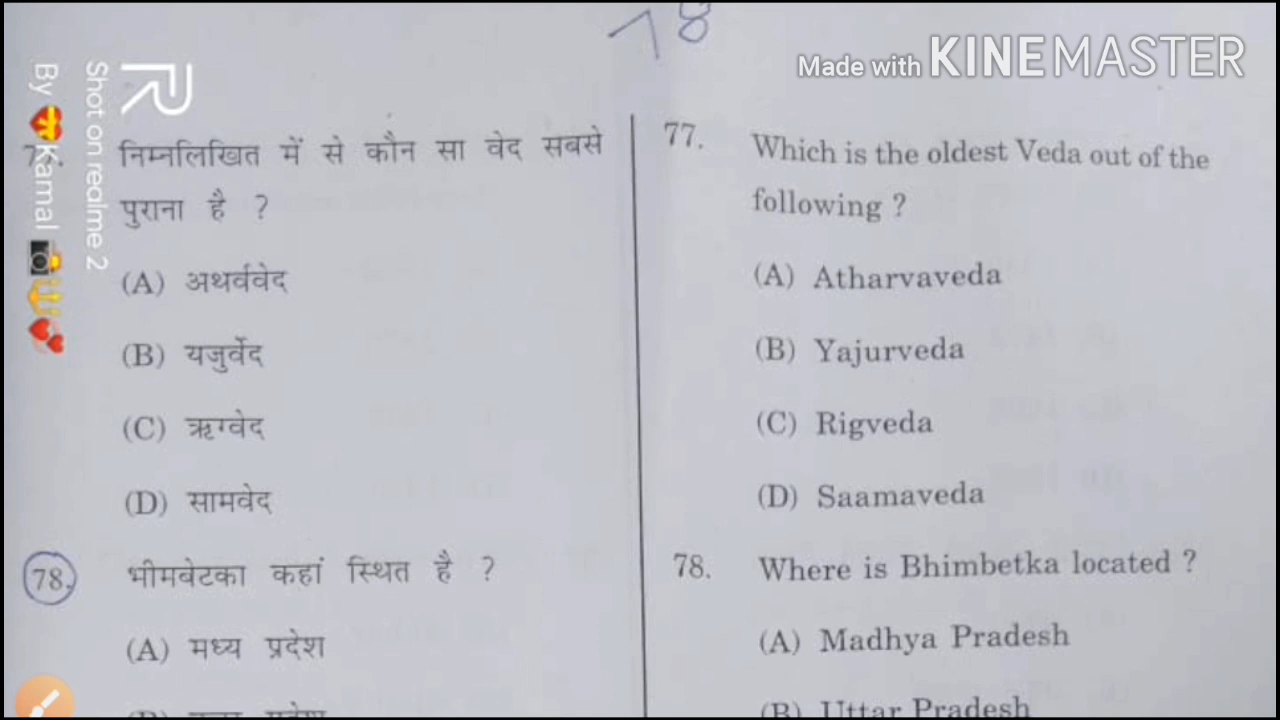 18
Made with KINEMASTER
Shot on realme 2
By Kamal
निम्नलिखित में से कौन सा वेद सबसे
पुराना है ?
(A) अथर्ववेद
(B) यजुर्वेद
(C) ऋग्वेद
(D) सामवेद
78. भीमबेटका कहां स्थित है ?
(A) मध्य प्रदेश
77. Which is the oldest Veda out of the
following ?
(A) Atharvaveda
(B) Yajurveda
(C) Rigveda
(D) Saamaveda
78. Where is Bhimbetka located ?
(A) Madhya Pradesh
(B) Uttar Pradesh